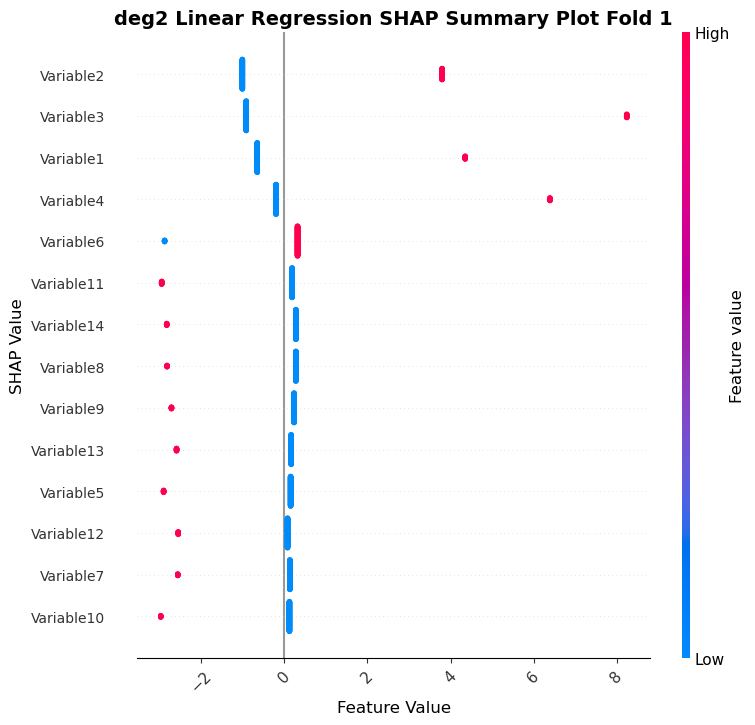 deg2 Linear Regression SHAP Summary Plot Fold 1
High
Variable2
Variable3
Variable1
Variable4
Variable6
Variable11
Variable14
Variable8
Variable9
Variable13
Variable5
Variable12
Variable7
Variable10
SHAP Value
Feature value
Low
−2
0
2
4
6
8
Feature Value